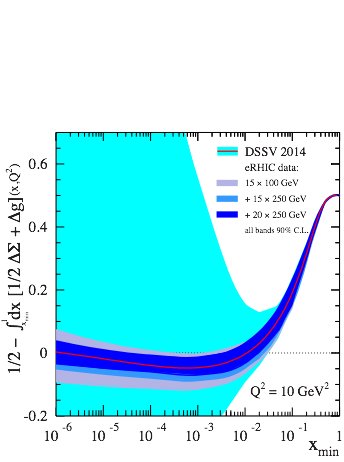 1/2 − ∫¹ₓₘᵢₙ dx [1/2 ΔΣ + Δg](x,Q²)
0.6
0.4
0.2
0
-0.2
DSSV 2014
eRHIC data:
15 × 100 GeV
+ 15 × 250 GeV
+ 20 × 250 GeV
all bands 90% C.L.
Q² = 10 GeV²
10⁻⁶ 10⁻⁵ 10⁻⁴ 10⁻³ 10⁻² 10⁻¹ 1
xₘᵢₙ